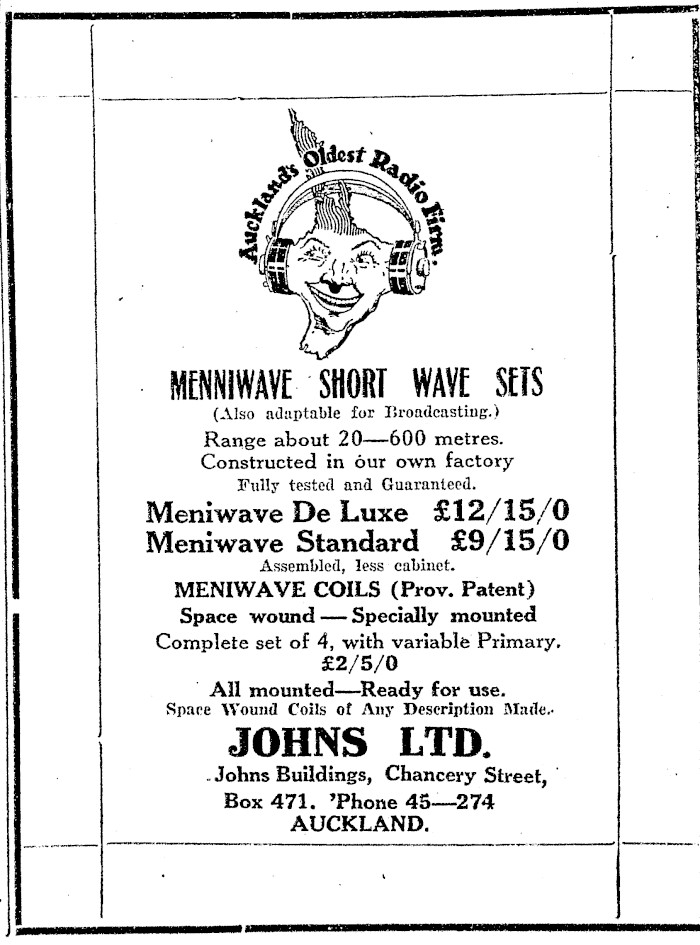 Auckland's Oldest Radio Firm.
MENNIWAVE SHORT WAVE SETS
(Also adaptable for Broadcasting.)
Range about 20—600 metres.
Constructed in our own factory
Fully tested and Guaranteed.
Meniwave De Luxe £12/15/0
Meniwave Standard £9/15/0
Assembled, less cabinet.
MENIWAVE COILS (Prov. Patent)
Space wound — Specially mounted
Complete set of 4, with variable Primary.
£2/5/0
All mounted—Ready for use.
Space Wound Coils of Any Description Made.
JOHNS LTD.
Johns Buildings, Chancery Street,
Box 471. 'Phone 45—274
AUCKLAND.